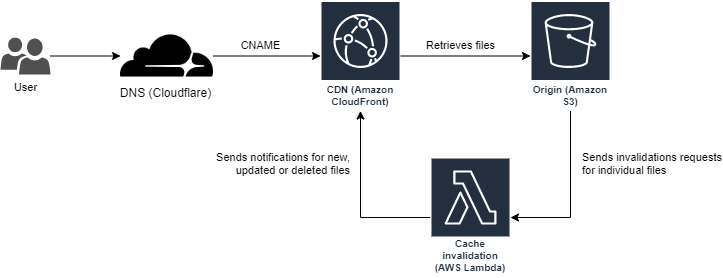 CNAME
Retrieves files
User
DNS (Cloudflare)
CDN (Amazon
CloudFront)
Origin (Amazon
S3)
Sends notifications for new,
updated or deleted files
Sends invalidations requests
for individual files
Cache
invalidation
(AWS Lambda)